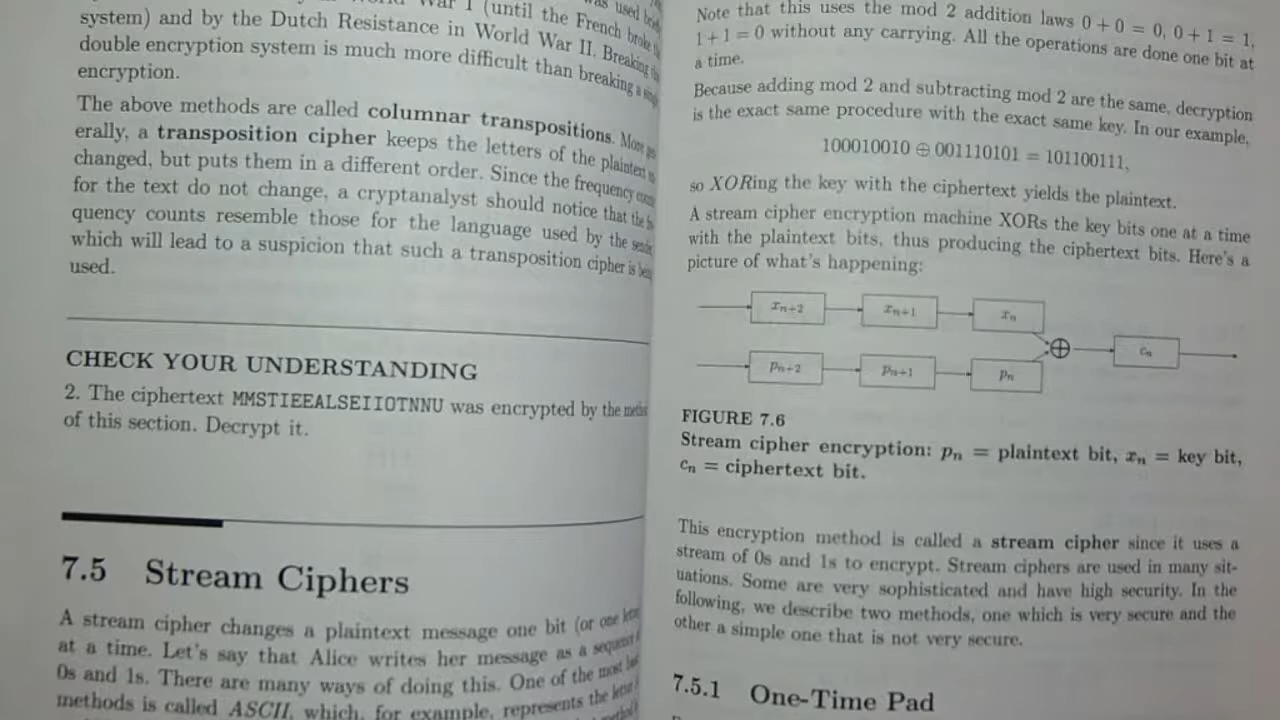 War I (until the French broke
system) and by the Dutch Resistance in World War II. Breaking
double encryption system is much more difficult than breaking a
encryption.
The above methods are called columnar transpositions. More
erally, a transposition cipher keeps the letters of the plaintext
changed, but puts them in a different order. Since the frequency
for the text do not change, a cryptanalyst should notice that the
quency counts resemble those for the language used by the
which will lead to a suspicion that such a transposition cipher is
used.
CHECK YOUR UNDERSTANDING
2. The ciphertext MMSTIEEALSEIIOTNNU was encrypted by the
of this section. Decrypt it.
7.5 Stream Ciphers
A stream cipher changes a plaintext message one bit (or one
at a time. Let's say that Alice writes her message as a
0s and 1s. There are many ways of doing this. One of the most
methods is called ASCII, which, for example, represents the
Note that this uses the mod 2 addition laws 0 + 0 = 0, 0 + 1 = 1,
1 + 1 = 0 without any carrying. All the operations are done one bit at
a time.
Because adding mod 2 and subtracting mod 2 are the same, decryption
is the exact same procedure with the exact same key. In our example,
100010010 ⊕ 001110101 = 101100111,
so XORing the key with the ciphertext yields the plaintext.
A stream cipher encryption machine XORs the key bits one at a time
with the plaintext bits, thus producing the ciphertext bits. Here's a
picture of what's happening:
xn+2 xn+1 xn
⊕ cn
pn+2 pn+1 pn
FIGURE 7.6
Stream cipher encryption: pn = plaintext bit, xn = key bit,
cn = ciphertext bit.
This encryption method is called a stream cipher since it uses a
stream of 0s and 1s to encrypt. Stream ciphers are used in many sit-
uations. Some are very sophisticated and have high security. In the
following, we describe two methods, one which is very secure and the
other a simple one that is not very secure.
7.5.1 One-Time Pad